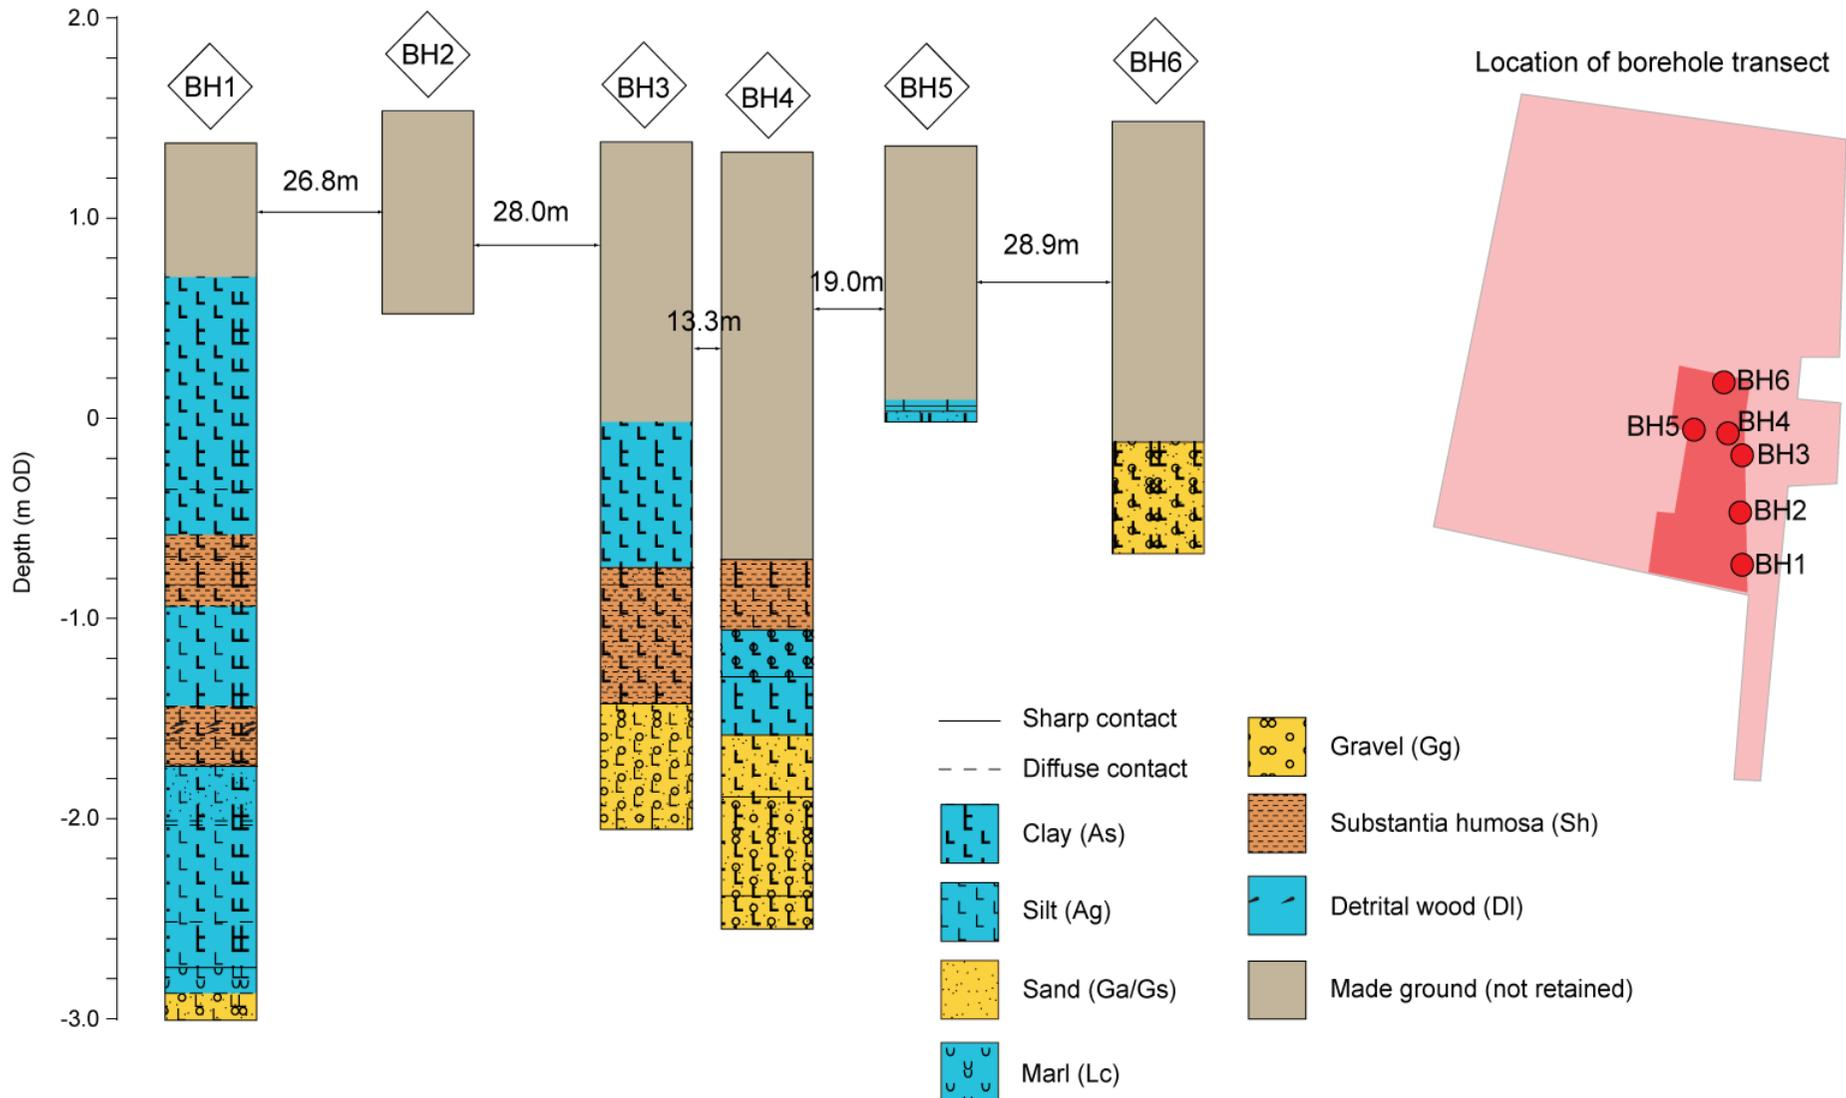 2.0
1.0
0
-1.0
-2.0
-3.0
Depth (m OD)
BH1
BH2
BH3
BH4
BH5
BH6
26.8m
28.0m
13.3m
19.0m
28.9m
Location of borehole transect
BH6
BH5
BH4
BH3
BH2
BH1
Sharp contact
Diffuse contact
Clay (As)
Silt (Ag)
Sand (Ga/Gs)
Marl (Lc)
Gravel (Gg)
Substantia humosa (Sh)
Detrital wood (Dl)
Made ground (not retained)